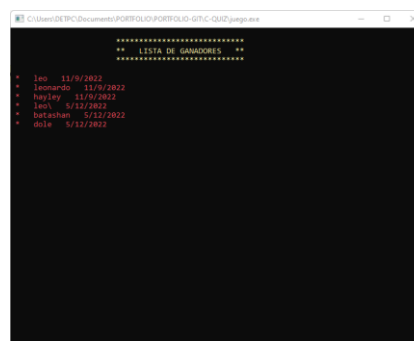 C:\Users\DETPC\Documents\PORTFOLIO\PORTFOLIO-GIT\C-QUIZ\juego.exe
****************************
** LISTA DE GANADORES **
****************************
* leo 11/9/2022
* leonardo 11/9/2022
* hayley 11/9/2022
* leo\ 5/12/2022
* batashan 5/12/2022
* dole 5/12/2022